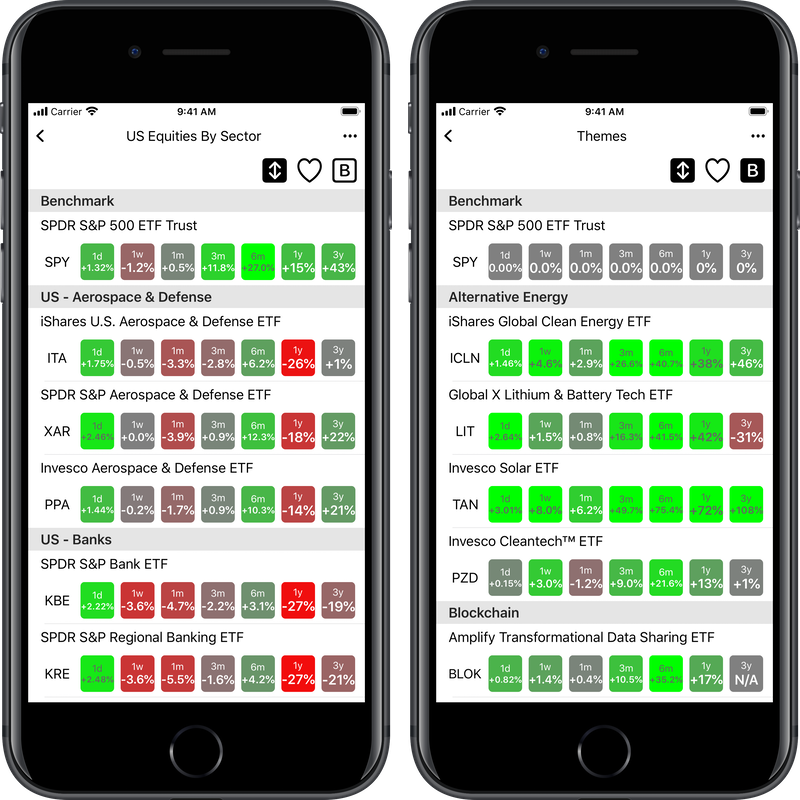 Carrier 9:41 AM
US Equities By Sector
B
Benchmark
SPDR S&P 500 ETF Trust
SPY 1d +1.32% 1w -1.2% 1m +0.5% 3m +11.8% 6m +27.0% 1y +15% 3y +43%
US - Aerospace & Defense
iShares U.S. Aerospace & Defense ETF
ITA 1d +1.75% 1w -0.5% 1m -3.3% 3m -2.8% 6m +6.2% 1y -26% 3y +1%
SPDR S&P Aerospace & Defense ETF
XAR 1d +2.46% 1w +0.0% 1m -3.9% 3m +0.9% 6m +12.3% 1y -18% 3y +22%
Invesco Aerospace & Defense ETF
PPA 1d +1.44% 1w -0.2% 1m -1.7% 3m +0.9% 6m +10.3% 1y -14% 3y +21%
US - Banks
SPDR S&P Bank ETF
KBE 1d +2.22% 1w -3.6% 1m -4.7% 3m -2.2% 6m +3.1% 1y -27% 3y -19%
SPDR S&P Regional Banking ETF
KRE 1d +2.48% 1w -3.6% 1m -5.5% 3m -1.6% 6m +4.2% 1y -27% 3y -21%
Carrier 9:41 AM
Themes
B
Benchmark
SPDR S&P 500 ETF Trust
SPY 1d 0.00% 1w 0.0% 1m 0.0% 3m 0.0% 6m 0.0% 1y 0% 3y 0%
Alternative Energy
iShares Global Clean Energy ETF
ICLN 1d +1.46% 1w +4.6% 1m +2.9% 3m +26.6% 6m +40.7% 1y +38% 3y +46%
Global X Lithium & Battery Tech ETF
LIT 1d +2.64% 1w +1.5% 1m +0.8% 3m +16.3% 6m +41.5% 1y +42% 3y -31%
Invesco Solar ETF
TAN 1d +3.01% 1w +8.0% 1m +6.2% 3m +49.7% 6m +75.4% 1y +72% 3y +108%
Invesco Cleantech™ ETF
PZD 1d +0.15% 1w +3.0% 1m -1.2% 3m +9.0% 6m +21.6% 1y +13% 3y +1%
Blockchain
Amplify Transformational Data Sharing ETF
BLOK 1d +0.82% 1w +1.4% 1m +0.4% 3m +10.5% 6m +35.2% 1y +17% 3y N/A